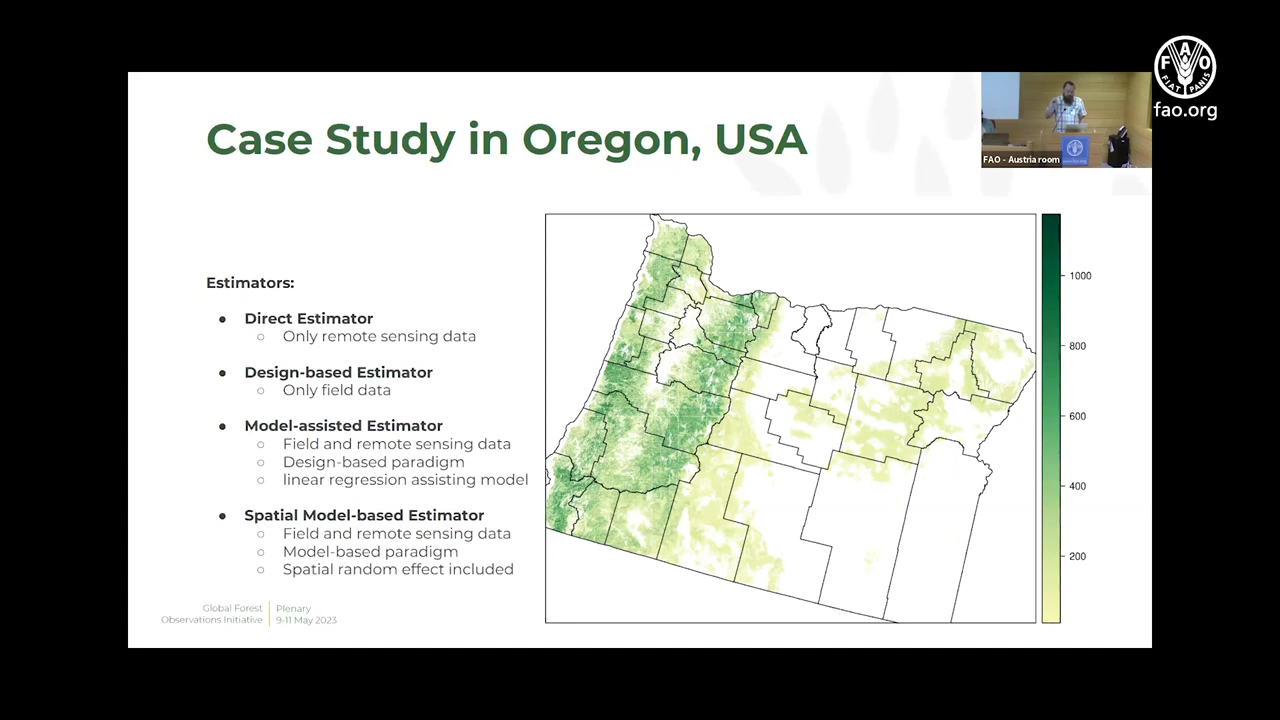 Case Study in Oregon, USA
FAO
FIAT PANIS
fao.org
FAO - Austria room
Estimators:
● Direct Estimator
○ Only remote sensing data
● Design-based Estimator
○ Only field data
● Model-assisted Estimator
○ Field and remote sensing data
○ Design-based paradigm
○ linear regression assisting model
● Spatial Model-based Estimator
○ Field and remote sensing data
○ Model-based paradigm
○ Spatial random effect included
1000
800
600
400
200
Global Forest
Observations Initiative
Plenary
9-11 May 2023